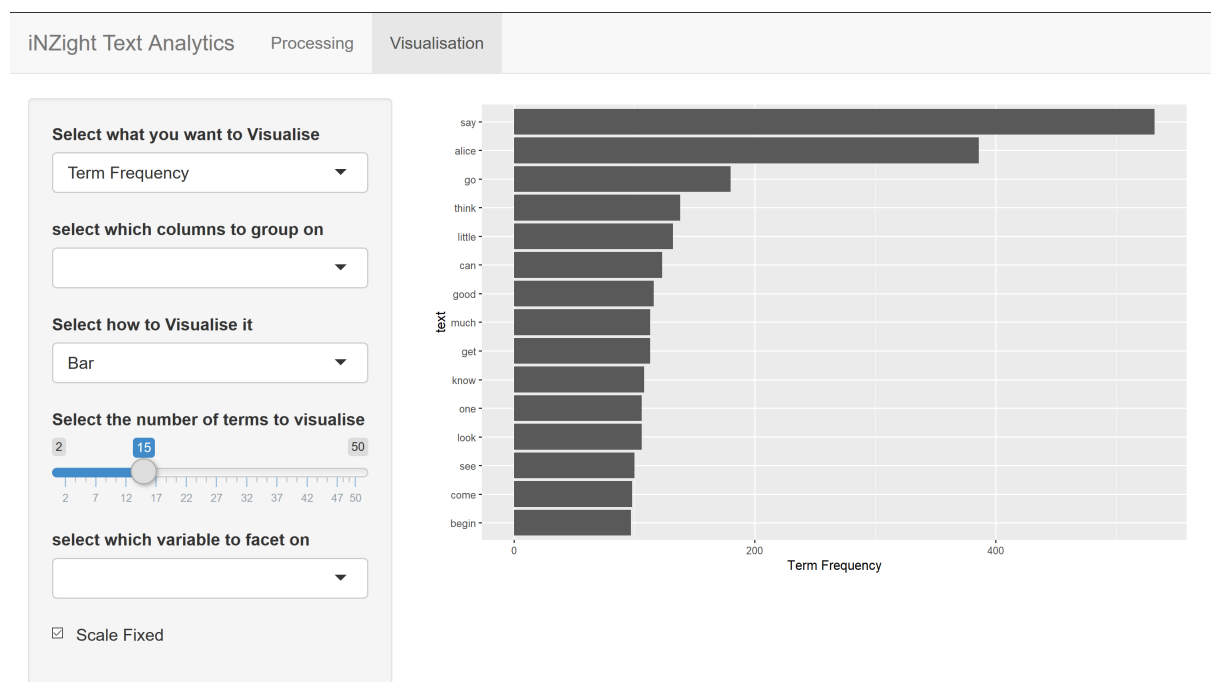 iNZight Text Analytics Processing Visualisation
Select what you want to Visualise
Term Frequency
select which columns to group on
Select how to Visualise it
Bar
Select the number of terms to visualise
2 15 50
2 7 12 17 22 27 32 37 42 47 50
select which variable to facet on
Scale Fixed
text
say
alice
go
think
little
can
good
much
get
know
one
look
see
come
begin
0 200 400
Term Frequency